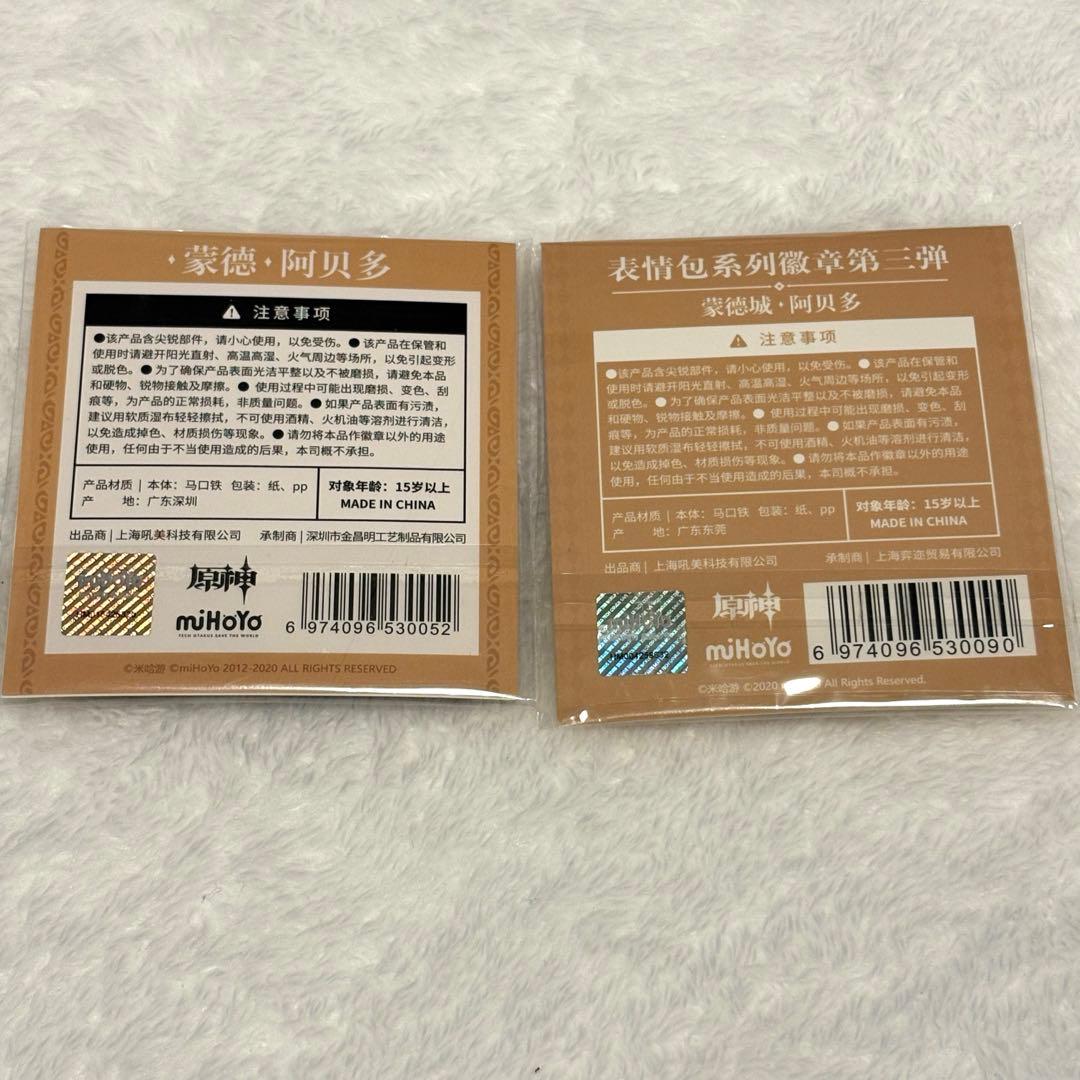 蒙德·阿贝多
注意事项
●该产品含尖锐部件，请小心使用，以免受伤。●该产品在保管和
使用时请避开阳光直射、高温高湿、火气周边等场所，以免引起变形
或脱色。●为了确保产品表面光洁平整以及不被磨损，请避免本品
和硬物、锐物接触及摩擦。●使用过程中可能出现磨损、变色、刮
痕等，为产品的正常损耗，非质量问题。●如果产品表面有污渍，
建议用软质湿布轻轻擦拭，不可使用酒精、火机油等溶剂进行清洁，
以免造成掉色、材质损伤等现象。●请勿将本品作徽章以外的用途
使用，任何由于不当使用造成的后果，本司概不承担。
产品材质｜本体：马口铁 包装：纸、pp
产 地：广东深圳
对象年龄：15岁以上
MADE IN CHINA
出品商｜上海吼美科技有限公司 承制商｜深圳市金昌明工艺制品有限公司
原神
miHoYo
TECH OTAKUS SAVE THE WORLD
6 974096 530052
©米哈游 ©miHoYo 2012-2020 ALL RIGHTS RESERVED
表情包系列徽章第三弹
蒙德城·阿贝多
注意事项
●该产品含尖锐部件，请小心使用，以免受伤。●该产品在保管和
使用时请避开阳光直射、高温高湿、火气周边等场所，以免引起变形
或脱色。●为了确保产品表面光洁平整以及不被磨损，请避免本品
和硬物、锐物接触及摩擦。●使用过程中可能出现磨损、变色、刮
痕等，为产品的正常损耗，非质量问题。●如果产品表面有污渍，
建议用软质湿布轻轻擦拭，不可使用酒精、火机油等溶剂进行清洁，
以免造成掉色、材质损伤等现象。●请勿将本品作徽章以外的用途
使用，任何由于不当使用造成的后果，本司概不承担。
产品材质｜本体：马口铁 包装：纸、pp
产 地：广东东莞
对象年龄：15岁以上
MADE IN CHINA
出品商｜上海吼美科技有限公司 承制商｜上海弈迩贸易有限公司
miHoYo
原神
miHoYo
TECH OTAKUS SAVE THE WORLD
6 974096 530090
©米哈游 ©2020 All Rights Reserved.